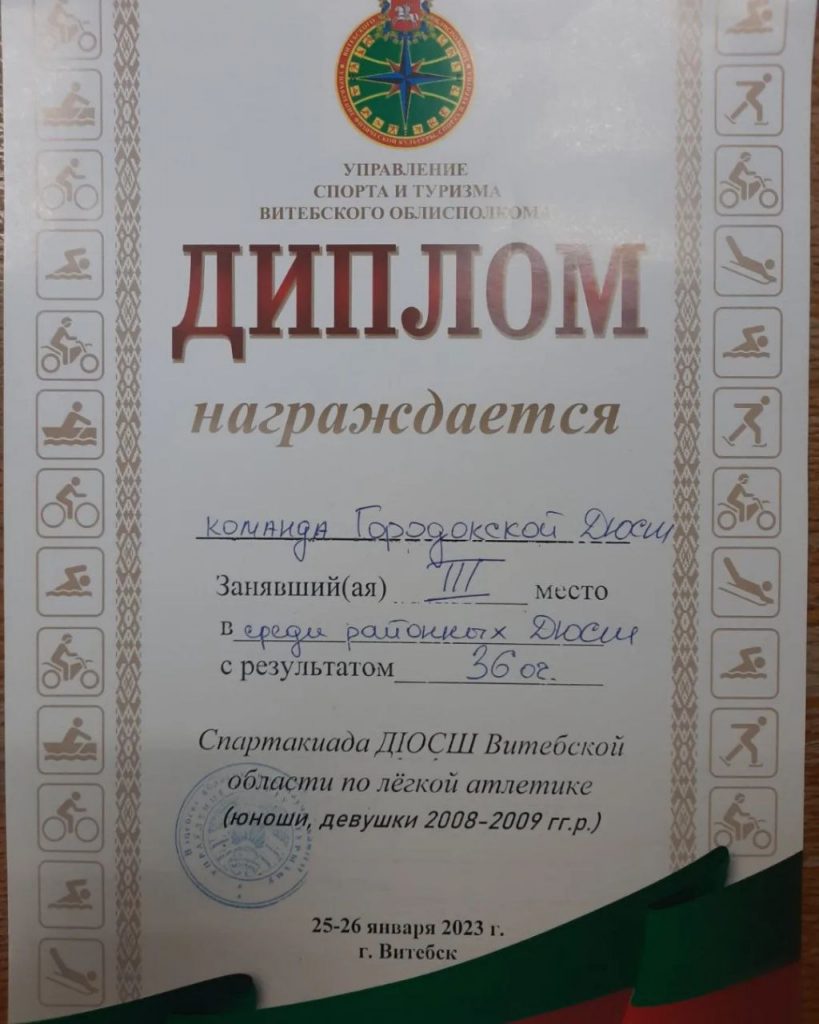 УПРАВЛЕНИЕ
СПОРТА И ТУРИЗМА
ВИТЕБСКОГО ОБЛИСПОЛКОМА
ДИПЛОМ
награждается
команда Городокской ДЮСШ
Занявший(ая) III место
в среди районных ДЮСШ
с результатом 36 оч.
Спартакиада ДЮСШ Витебской
области по лёгкой атлетике
(юноши, девушки 2008-2009 гг.р.)
25-26 января 2023 г.
г. Витебск